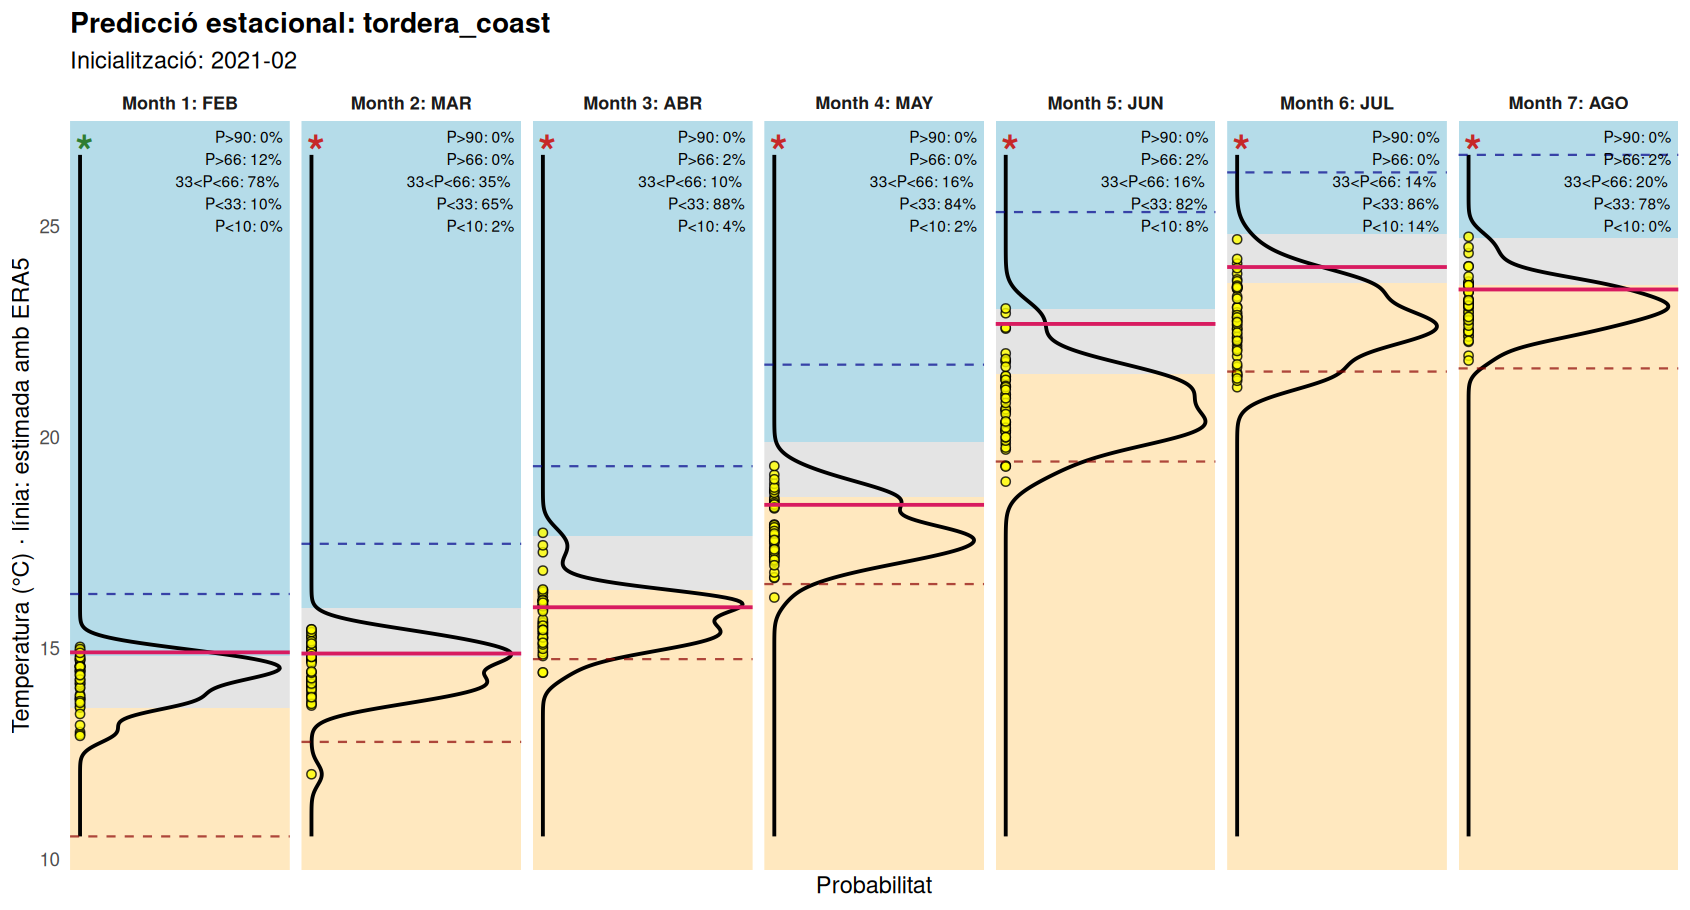 Predicció estacional: tordera_coast
Inicialització: 2021-02
Month 1: FEB
Month 2: MAR
Month 3: ABR
Month 4: MAY
Month 5: JUN
Month 6: JUL
Month 7: AGO
*
P>90: 0%
P>66: 12%
33<P<66: 78%
P<33: 10%
P<10: 0%
*
P>90: 0%
P>66: 0%
33<P<66: 35%
P<33: 65%
P<10: 2%
*
P>90: 0%
P>66: 2%
33<P<66: 10%
P<33: 88%
P<10: 4%
*
P>90: 0%
P>66: 0%
33<P<66: 16%
P<33: 84%
P<10: 2%
*
P>90: 0%
P>66: 2%
33<P<66: 16%
P<33: 82%
P<10: 8%
*
P>90: 0%
P>66: 0%
33<P<66: 14%
P<33: 86%
P<10: 14%
*
P>90: 0%
P>66: 2%
33<P<66: 20%
P<33: 78%
P<10: 0%
25
20
15
10
Temperatura (°C) · línia: estimada amb ERA5
Probabilitat